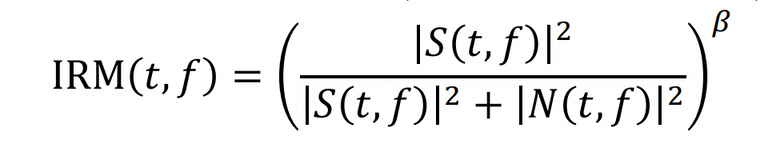 IRM(t, f) = (|S(t, f)|² / (|S(t, f)|² + |N(t, f)|²))^β